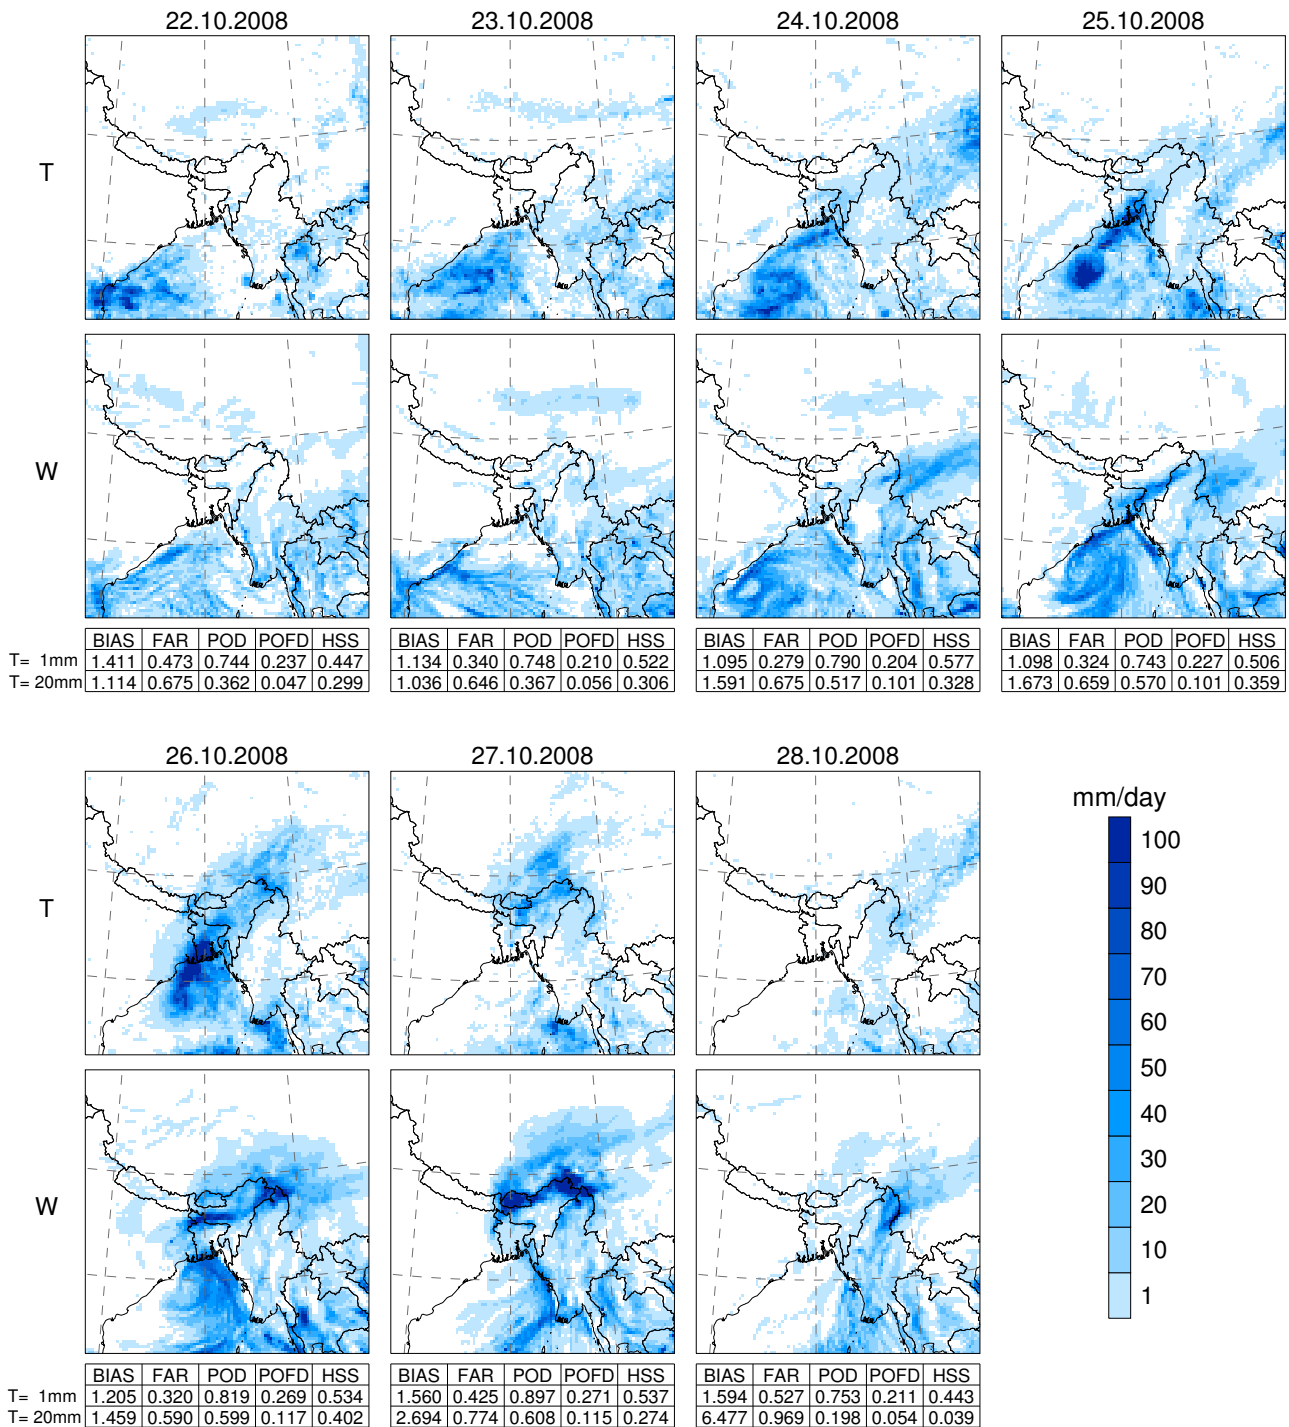 22.10.2008 23.10.2008 24.10.2008 25.10.2008
T
W
BIAS FAR POD POFD HSS BIAS FAR POD POFD HSS BIAS FAR POD POFD HSS BIAS FAR POD POFD HSS
T= 1mm 1.411 0.473 0.744 0.237 0.447 1.134 0.340 0.748 0.210 0.522 1.095 0.279 0.790 0.204 0.577 1.098 0.324 0.743 0.227 0.506
T= 20mm 1.114 0.675 0.362 0.047 0.299 1.036 0.646 0.367 0.056 0.306 1.591 0.675 0.517 0.101 0.328 1.673 0.659 0.570 0.101 0.359
26.10.2008 27.10.2008 28.10.2008
mm/day
100
90
T
80
70
60
50
40
30
W
20
10
1
BIAS FAR POD POFD HSS BIAS FAR POD POFD HSS BIAS FAR POD POFD HSS
T= 1mm 1.205 0.320 0.819 0.269 0.534 1.560 0.425 0.897 0.271 0.537 1.594 0.527 0.753 0.211 0.443
T= 20mm 1.459 0.590 0.599 0.117 0.402 2.694 0.774 0.608 0.115 0.274 6.477 0.969 0.198 0.054 0.039